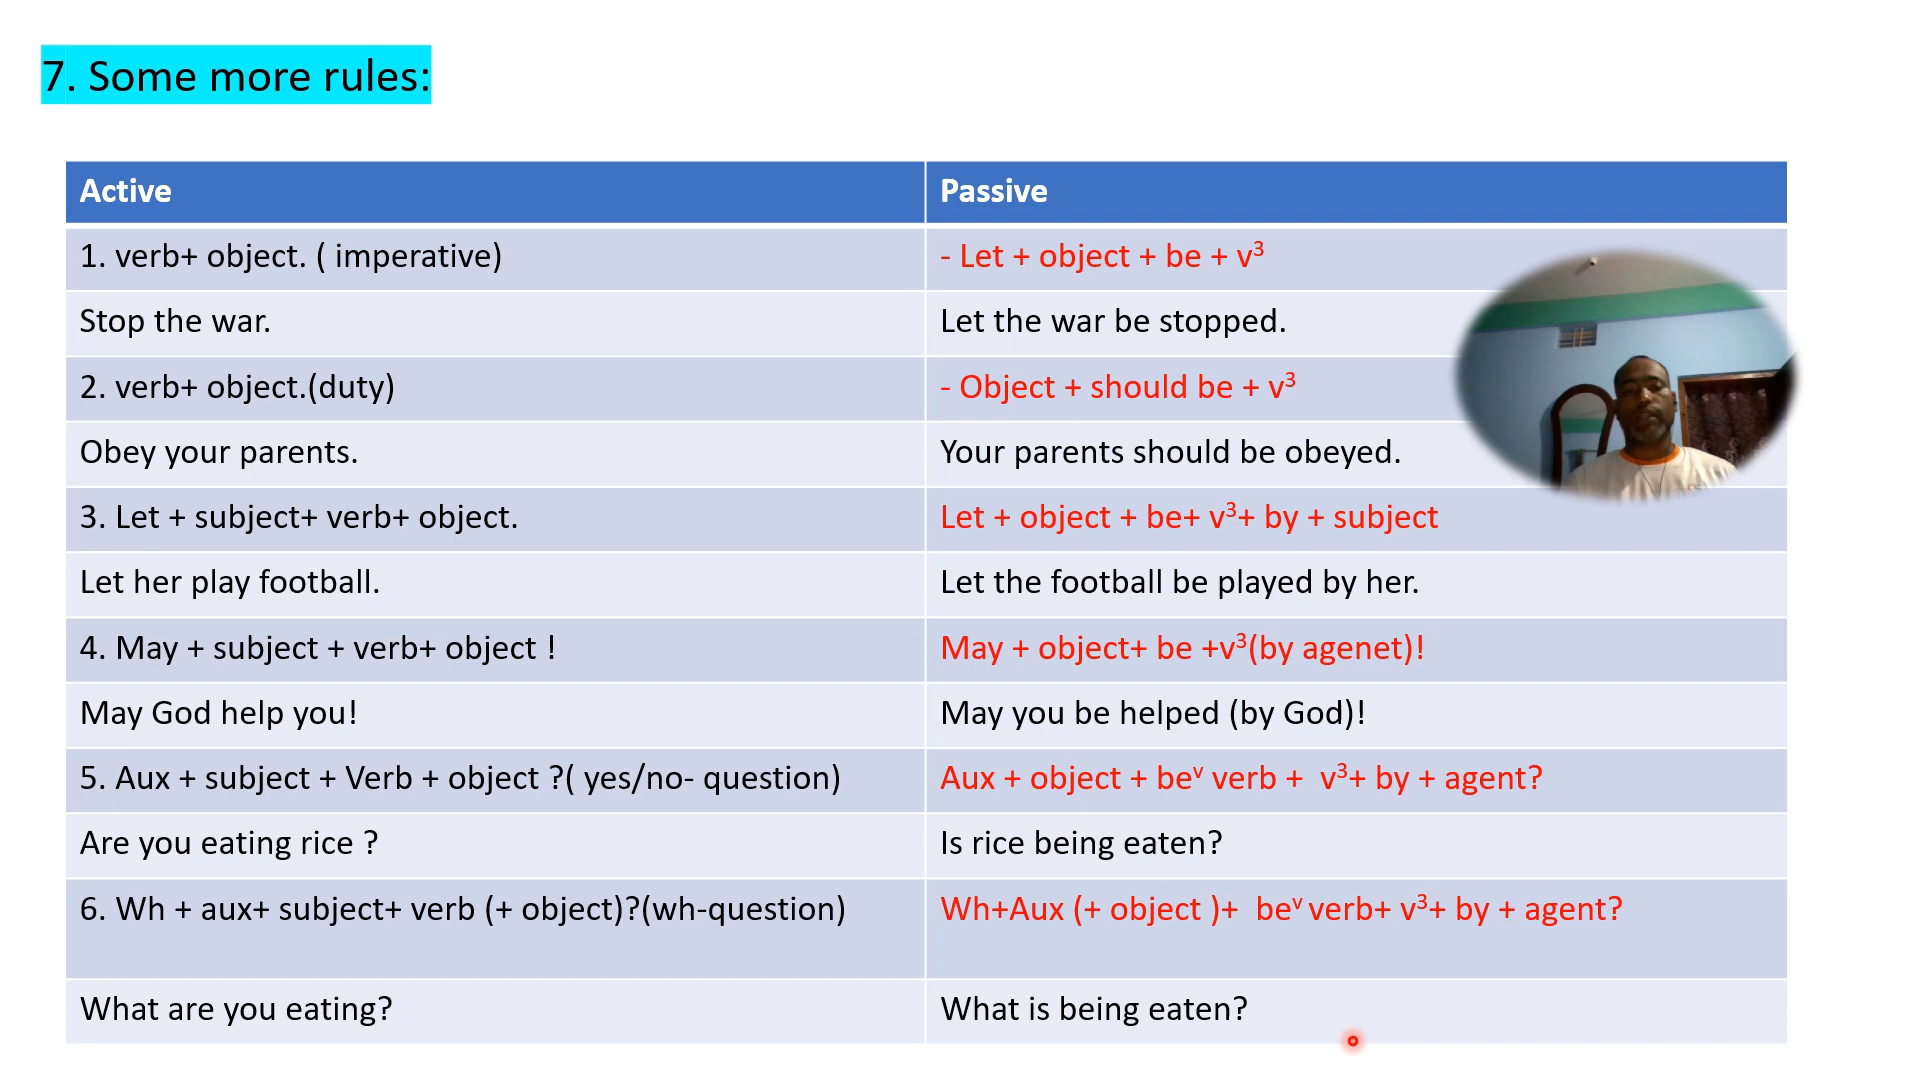 7. Some more rules:
Active
Passive
1. verb+ object. ( imperative)
- Let + object + be + v³
Stop the war.
Let the war be stopped.
2. verb+ object.(duty)
- Object + should be + v³
Obey your parents.
Your parents should be obeyed.
3. Let + subject+ verb+ object.
Let + object + be+ v³+ by + subject
Let her play football.
Let the football be played by her.
4. May + subject + verb+ object !
May + object+ be +v³(by agenet)!
May God help you!
May you be helped (by God)!
5. Aux + subject + Verb + object ?( yes/no- question)
Aux + object + beᵛ verb +  v³+ by + agent?
Are you eating rice ?
Is rice being eaten?
6. Wh + aux+ subject+ verb (+ object)?(wh-question)
Wh+Aux (+ object )+  beᵛ verb+ v³+ by + agent?
What are you eating?
What is being eaten?